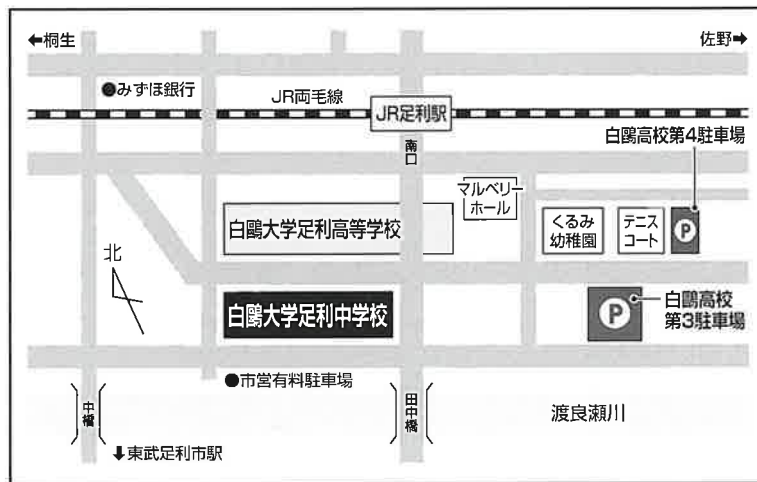 ←桐生
佐野→
●みずほ銀行
JR両毛線
JR足利駅
南口
白鷗高校第4駐車場
マルベリー
ホール
白鷗大学足利高等学校
くるみ
幼稚園
テニス
コート
P
北
白鷗大学足利中学校
P
白鷗高校
第3駐車場
●市営有料駐車場
中橋
田中橋
渡良瀬川
↓東武足利市駅